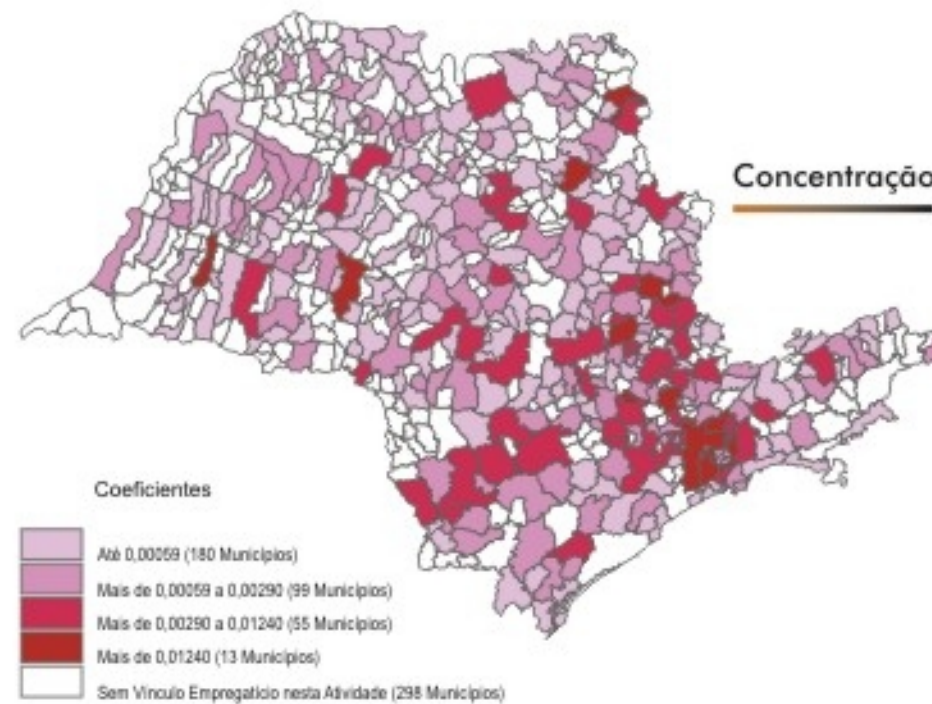 Concentração
Coeficientes
Até 0,00059 (180 Municípios)
Mais de 0,00059 a 0,00290 (99 Municípios)
Mais de 0,00290 a 0,01240 (55 Municípios)
Mais de 0,01240 (13 Municípios)
Sem Vínculo Empregatício nesta Atividade (298 Municípios)